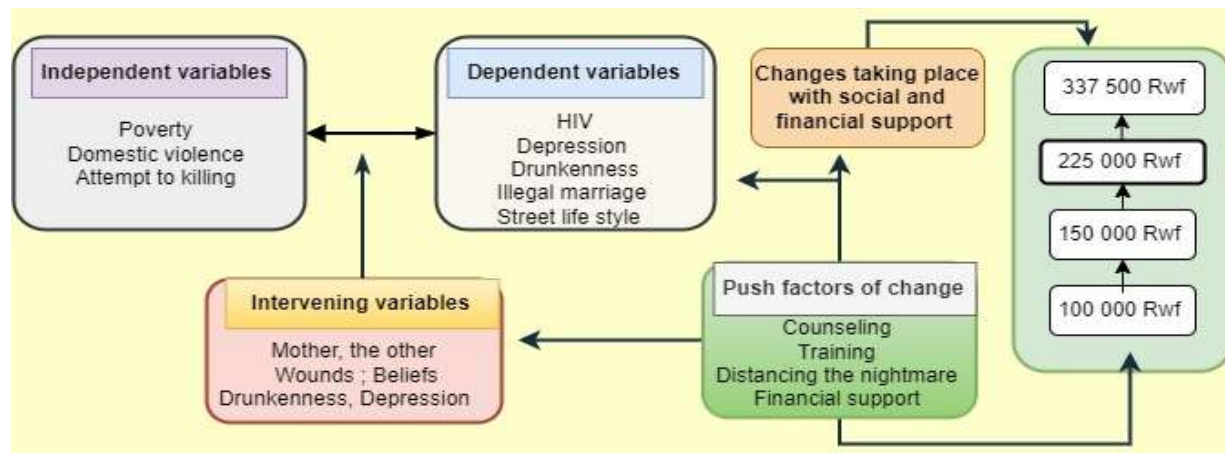 Independent variables
Poverty
Domestic violence
Attempt to killing
Dependent variables
HIV
Depression
Drunkenness
Illegal marriage
Street life style
Changes taking place
with social and
financial support
337 500 Rwf
225 000 Rwf
150 000 Rwf
100 000 Rwf
Intervening variables
Mother, the other
Wounds ; Beliefs
Drunkenness, Depression
Push factors of change
Counseling
Training
Distancing the nightmare
Financial support